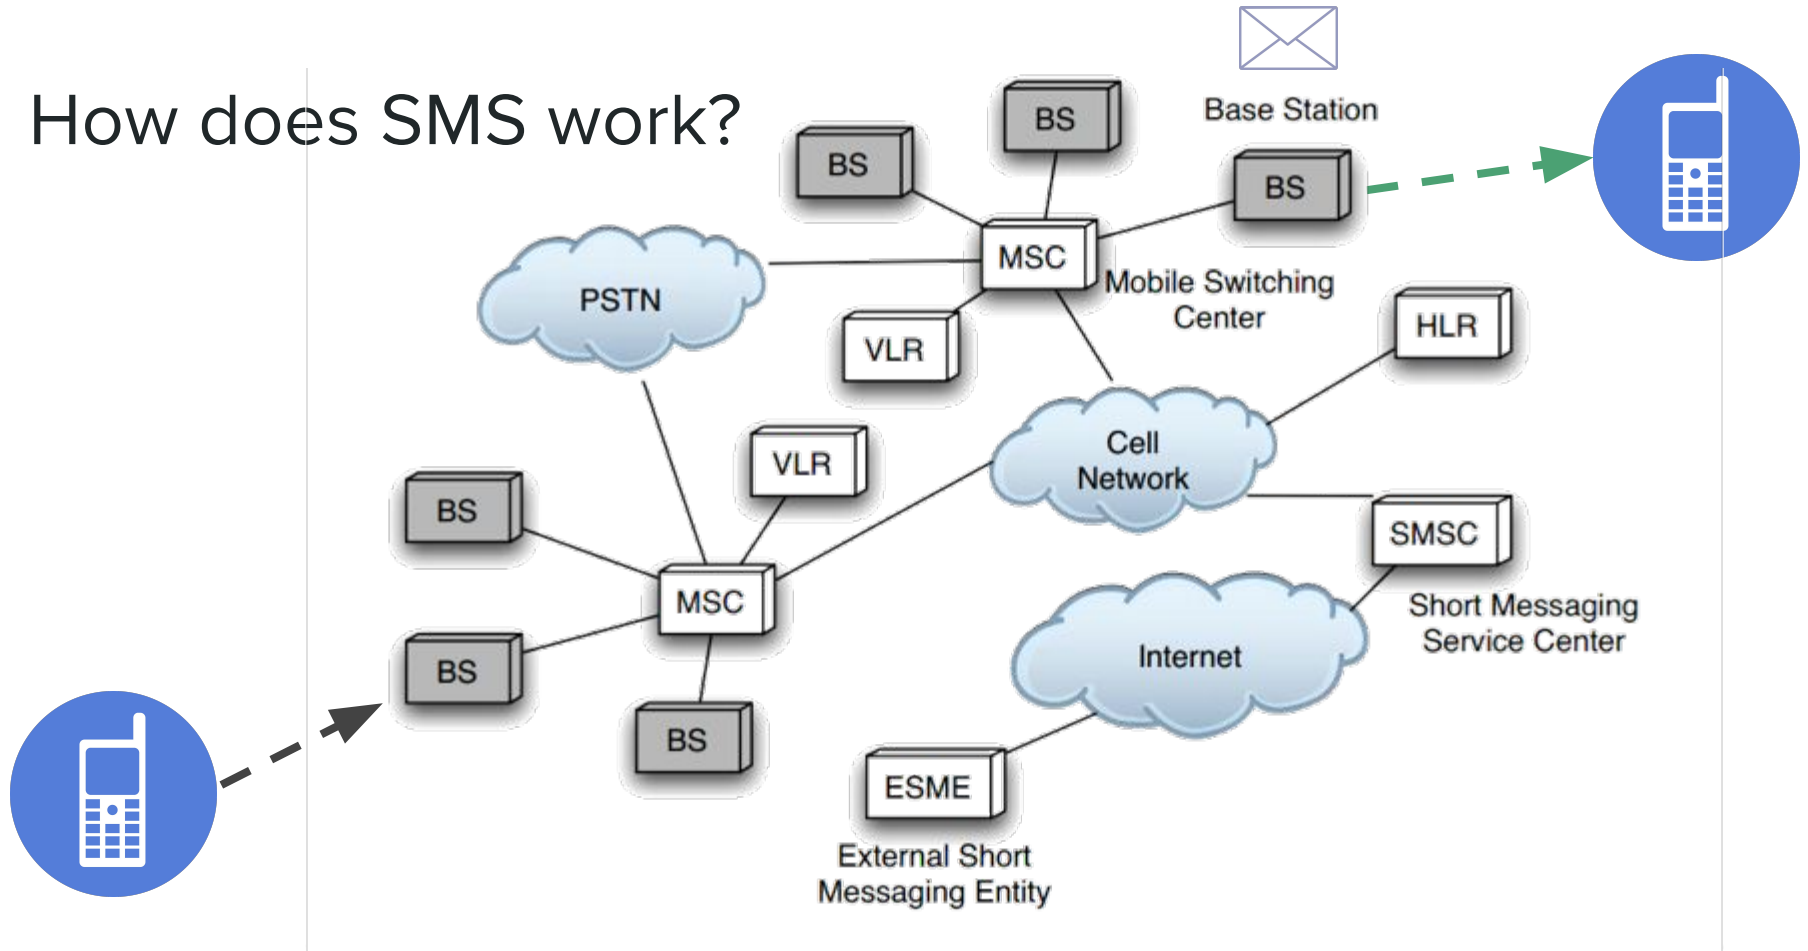 How does SMS work?
BS
Base Station
BS
BS
MSC
Mobile Switching
Center
PSTN
VLR
HLR
Cell
Network
VLR
BS
SMSC
Short Messaging
Service Center
MSC
Internet
BS
BS
ESME
External Short
Messaging Entity